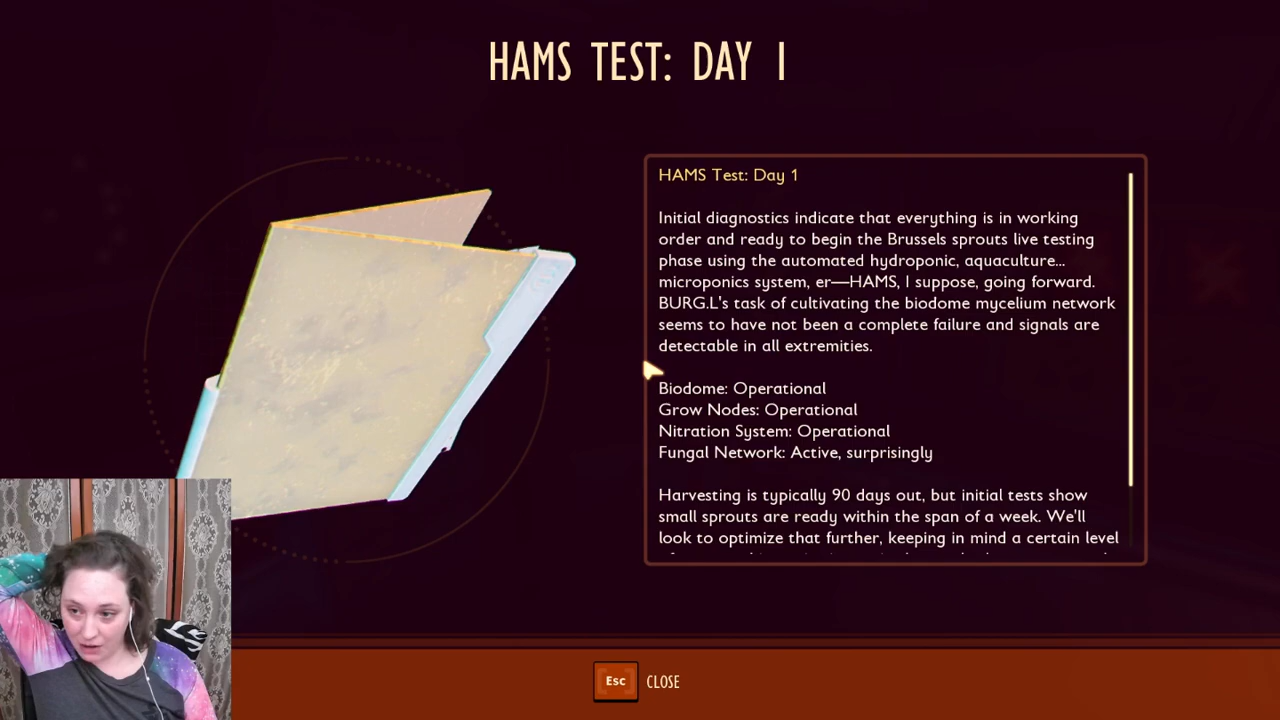 HAMS TEST: DAY 1
HAMS Test: Day 1
Initial diagnostics indicate that everything is in working
order and ready to begin the Brussels sprouts live testing
phase using the automated hydroponic, aquaculture...
microponics system, er—HAMS, I suppose, going forward.
BURG.L's task of cultivating the biodome mycelium network
seems to have not been a complete failure and signals are
detectable in all extremities.
Biodome: Operational
Grow Nodes: Operational
Nitration System: Operational
Fungal Network: Active, surprisingly
Harvesting is typically 90 days out, but initial tests show
small sprouts are ready within the span of a week. We'll
look to optimize that further, keeping in mind a certain level
Esc CLOSE